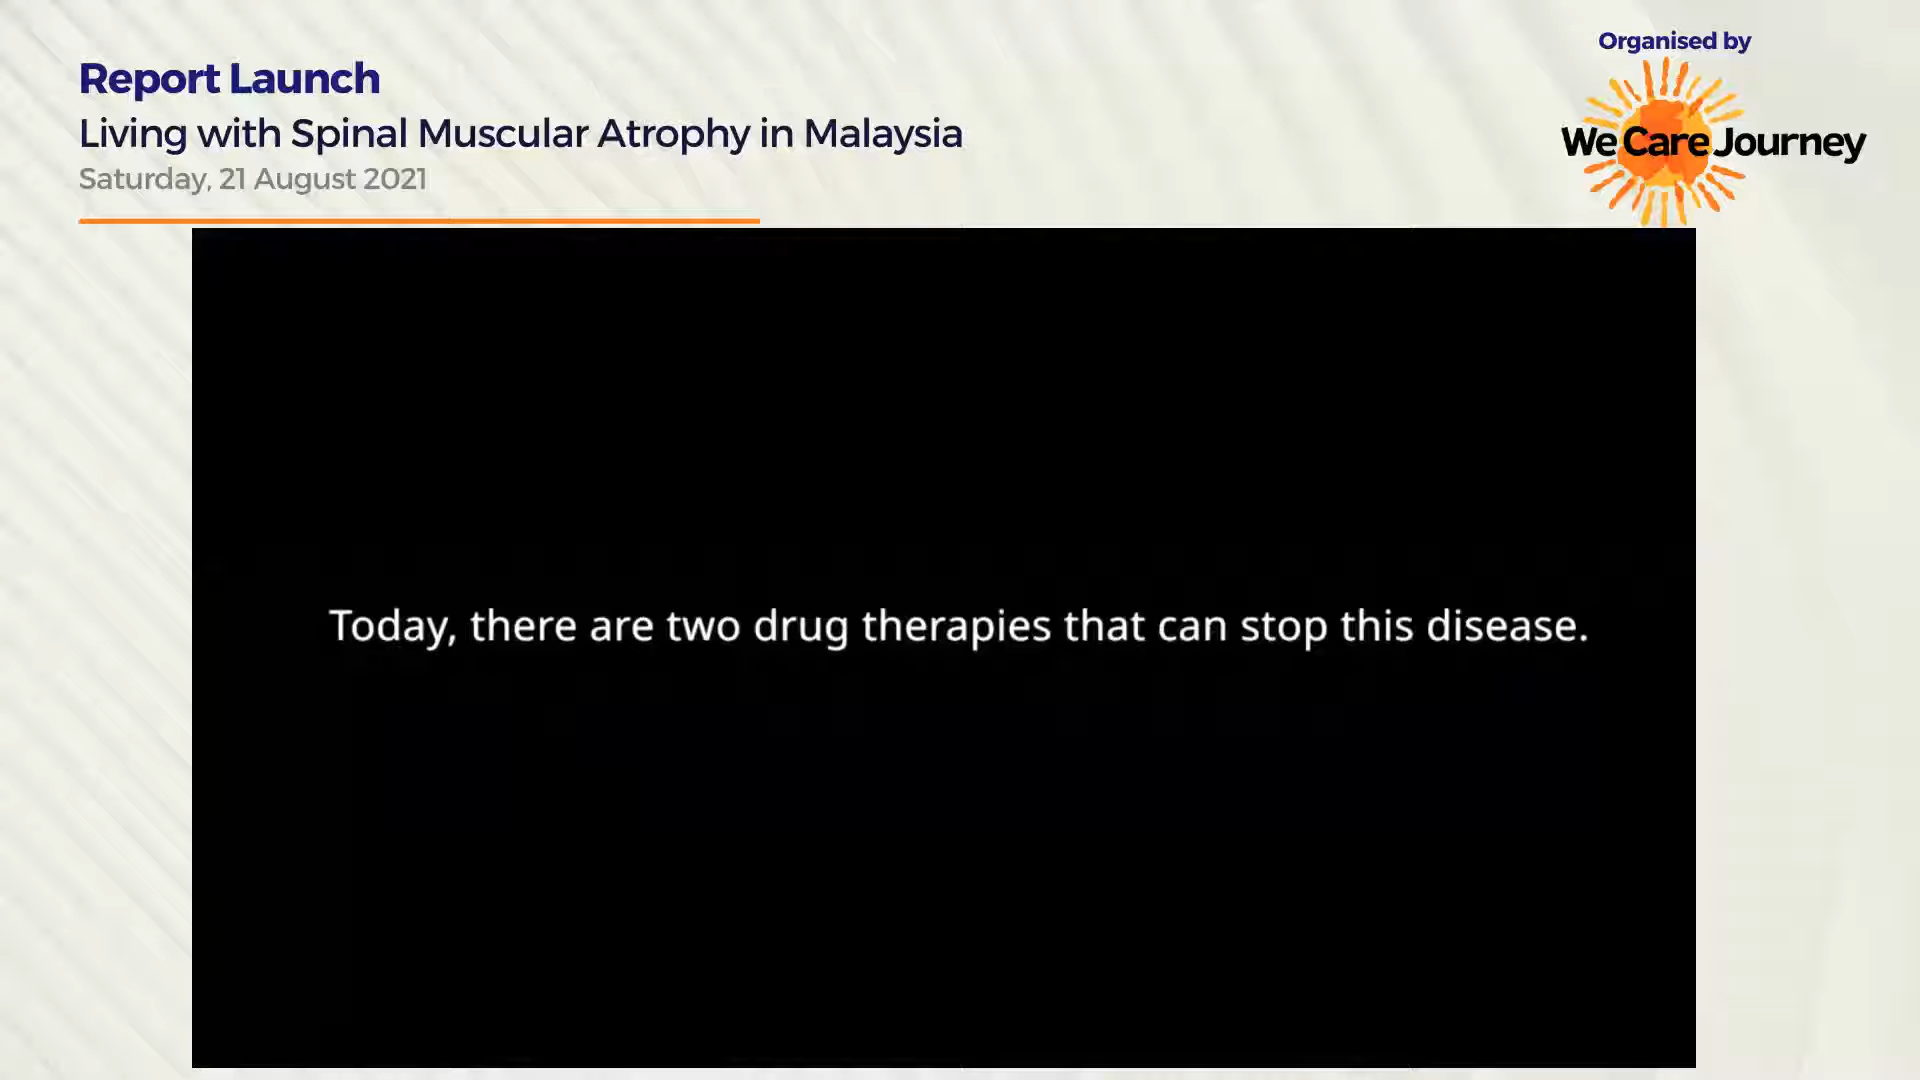 Report Launch
Living with Spinal Muscular Atrophy in Malaysia
Saturday, 21 August 2021
Organised by
We Care Journey
Today, there are two drug therapies that can stop this disease.